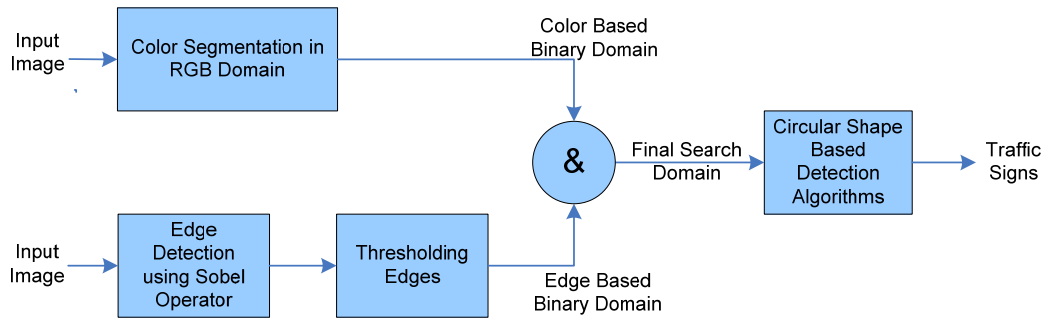 Input
Image
Color Segmentation in
RGB Domain
Color Based
Binary Domain
&
Final Search
Domain
Circular Shape
Based
Detection
Algorithms
Traffic
Signs
Input
Image
Edge
Detection
using Sobel
Operator
Thresholding
Edges
Edge Based
Binary Domain